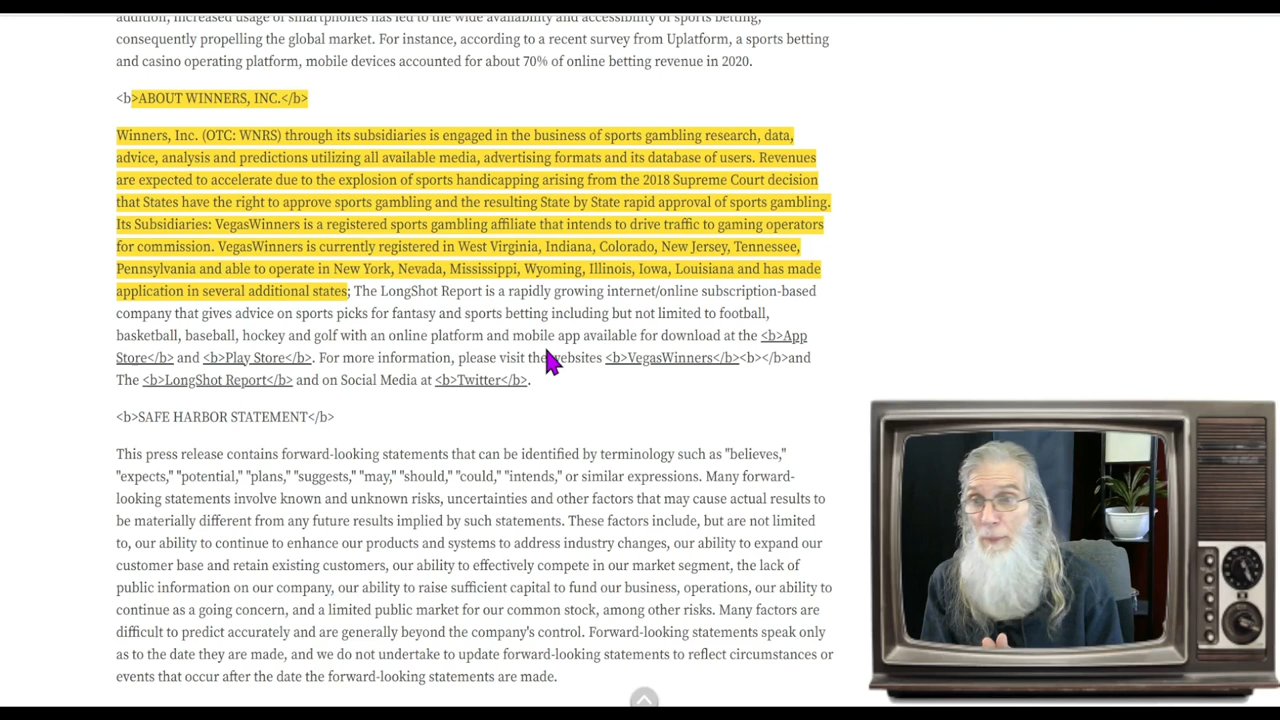 addition, increased usage of smartphones has led to the wide availability and accessibility of sports betting,
consequently propelling the global market. For instance, according to a recent survey from Uplatform, a sports betting
and casino operating platform, mobile devices accounted for about 70% of online betting revenue in 2020.
<b>ABOUT WINNERS, INC.</b>
Winners, Inc. (OTC: WNRS) through its subsidiaries is engaged in the business of sports gambling research, data,
advice, analysis and predictions utilizing all available media, advertising formats and its database of users. Revenues
are expected to accelerate due to the explosion of sports handicapping arising from the 2018 Supreme Court decision
that States have the right to approve sports gambling and the resulting State by State rapid approval of sports gambling.
Its Subsidiaries: VegasWinners is a registered sports gambling affiliate that intends to drive traffic to gaming operators
for commission. VegasWinners is currently registered in West Virginia, Indiana, Colorado, New Jersey, Tennessee,
Pennsylvania and able to operate in New York, Nevada, Mississippi, Wyoming, Illinois, Iowa, Louisiana and has made
application in several additional states; The LongShot Report is a rapidly growing internet/online subscription-based
company that gives advice on sports picks for fantasy and sports betting including but not limited to football,
basketball, baseball, hockey and golf with an online platform and mobile app available for download at the <b>App
Store</b> and <b>Play Store</b>. For more information, please visit the websites <b>VegasWinners</b><b></b>and
The <b>LongShot Report</b> and on Social Media at <b>Twitter</b>.
<b>SAFE HARBOR STATEMENT</b>
This press release contains forward-looking statements that can be identified by terminology such as "believes,"
"expects," "potential," "plans," "suggests," "may," "should," "could," "intends," or similar expressions. Many forward-
looking statements involve known and unknown risks, uncertainties and other factors that may cause actual results to
be materially different from any future results implied by such statements. These factors include, but are not limited
to, our ability to continue to enhance our products and systems to address industry changes, our ability to expand our
customer base and retain existing customers, our ability to effectively compete in our market segment, the lack of
public information on our company, our ability to raise sufficient capital to fund our business, operations, our ability to
continue as a going concern, and a limited public market for our common stock, among other risks. Many factors are
difficult to predict accurately and are generally beyond the company's control. Forward-looking statements speak only
as to the date they are made, and we do not undertake to update forward-looking statements to reflect circumstances or
events that occur after the date the forward-looking statements are made.